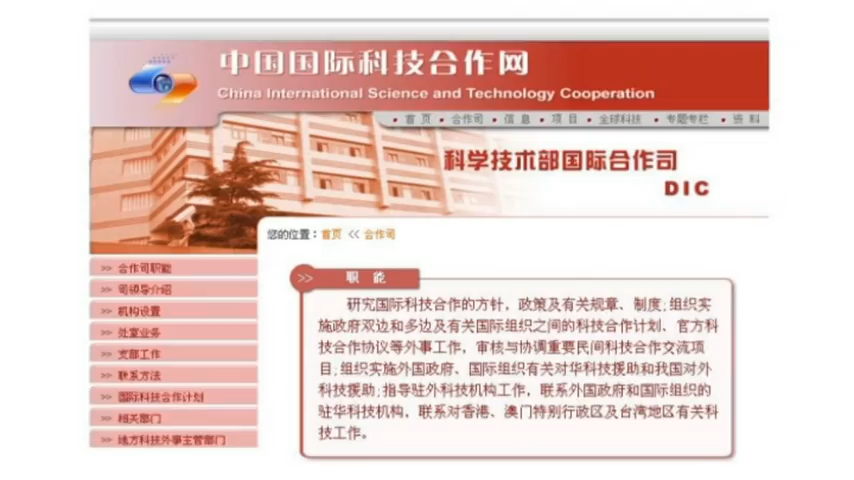 中国国际科技合作网
China International Science and Technology Cooperation
• 首 页 • 合作司 • 信 息 • 项 目 • 全球科技 • 专题专栏 • 资 料
科学技术部国际合作司
DIC
您的位置：首页 << 合作司
>> 合作司职能
>> 司领导介绍
>> 机构设置
>> 处室业务
>> 支部工作
>> 联系方法
>> 国际科技合作计划
>> 相关部门
>> 地方科技外事主管部门
>> 职 能
研究国际科技合作的方针，政策及有关规章、制度;组织实
施政府双边和多边及有关国际组织之间的科技合作计划、官方科
技合作协议等外事工作，审核与协调重要民间科技合作交流项
目;组织实施外国政府、国际组织有关对华科技援助和我国对外
科技援助;指导驻外科技机构工作，联系外国政府和国际组织的
驻华科技机构，联系对香港、澳门特别行政区及台湾地区有关科
技工作。